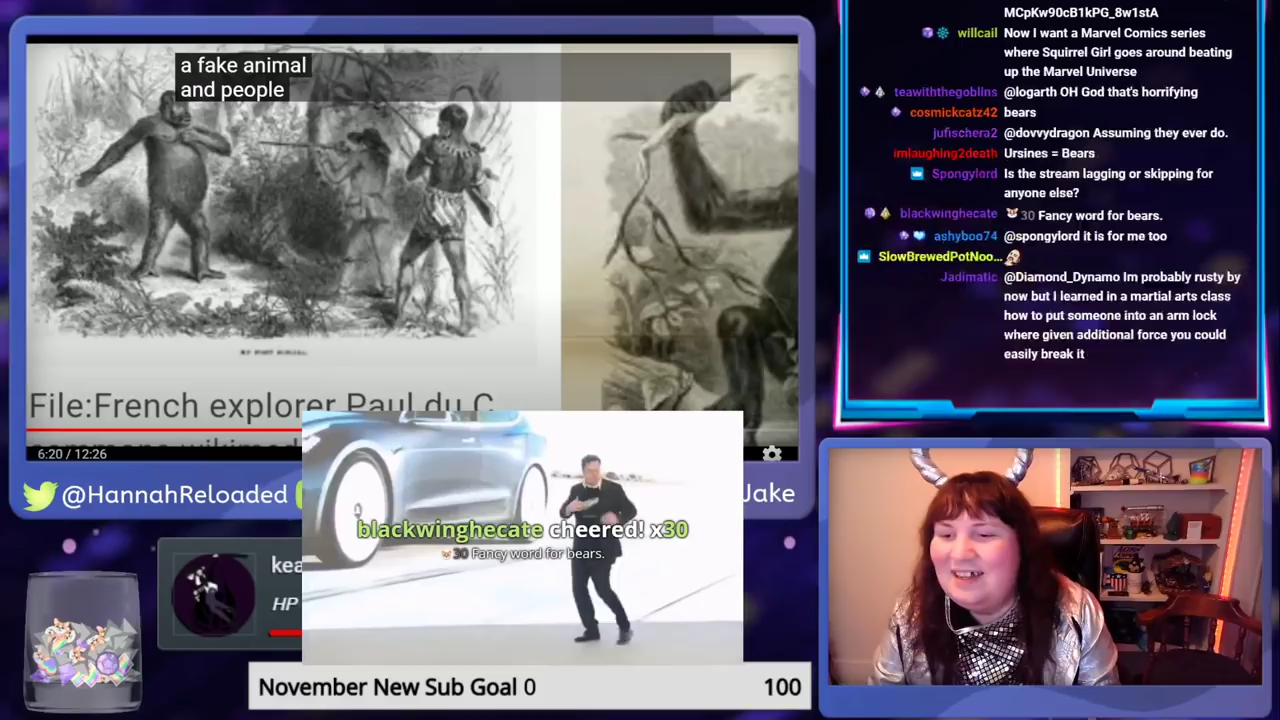 a fake animal
and people
File:French explorer Paul du C
6:20 / 12:26
@HannahReloaded
Jake
kea
HP
blackwinghecate cheered! x30
30 Fancy word for bears.
November New Sub Goal 0
100
MCpKw90cB1kPG_8w1stA
willcail Now I want a Marvel Comics series
where Squirrel Girl goes around beating
up the Marvel Universe
teawiththegoblins @logarth OH God that's horrifying
cosmickcatz42 bears
jufischera2 @dovvydragon Assuming they ever do.
imlaughing2death Ursines = Bears
Spongylord Is the stream lagging or skipping for
anyone else?
blackwinghecate 30 Fancy word for bears.
ashyboo74 @spongylord it is for me too
SlowBrewedPotNoo...
Jadimatic @Diamond_Dynamo Im probably rusty by
now but I learned in a martial arts class
how to put someone into an arm lock
where given additional force you could
easily break it